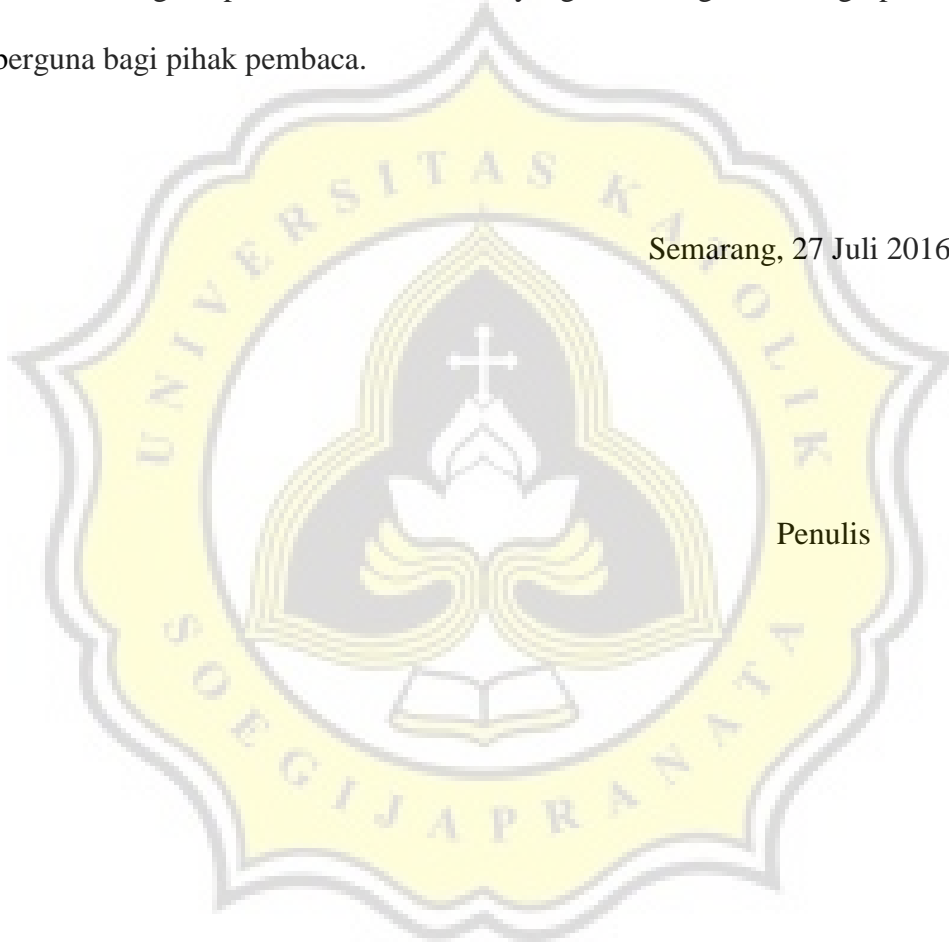 berguna bagi pihak pembaca.
Semarang, 27 Juli 2016
Penulis
UNIVERSITAS KATOLIK
SOEGIJAPRANATA